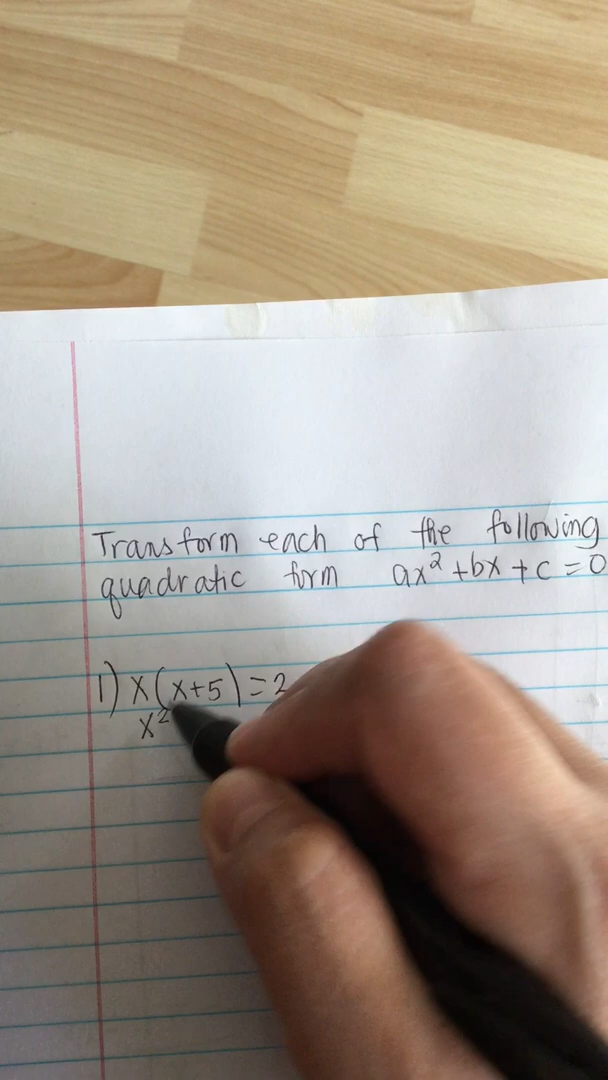 Transform each of the following
quadratic form ax² + bx + c = 0
1) x(x+5) = 2
x²